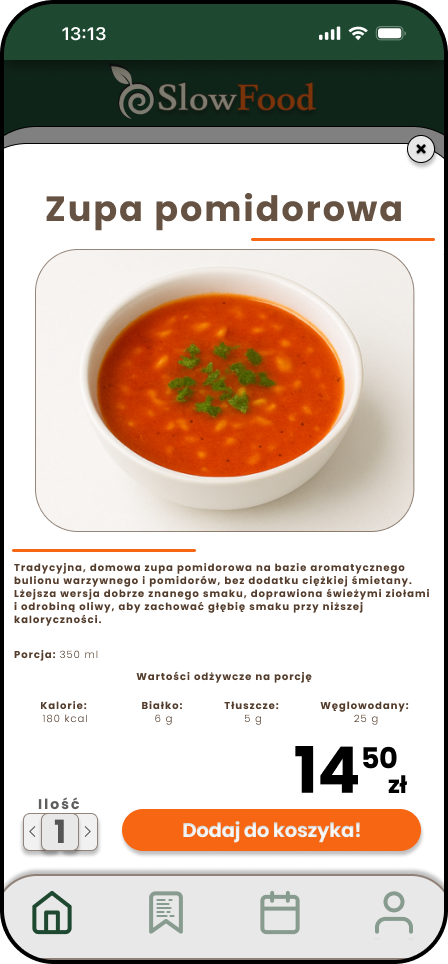 13:13
SlowFood
Zupa pomidorowa
Tradycyjna, domowa zupa pomidorowa na bazie aromatycznego
bulionu warzywnego i pomidorów, bez dodatku ciężkiej śmietany.
Lżejsza wersja dobrze znanego smaku, doprawiona świeżymi ziołami
i odrobiną oliwy, aby zachować głębię smaku przy niższej
kaloryczności.
Porcja: 350 ml
Wartości odżywcze na porcję
Kalorie: Białko: Tłuszcze: Węglowodany:
180 kcal 6 g 5 g 25 g
14 50 zł
Ilość
< 1 > Dodaj do koszyka!